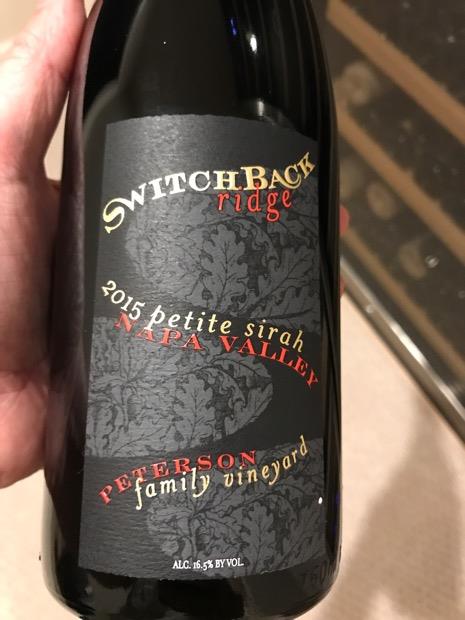 SWITCHBACK
ridge
2015 petite sirah
NAPA VALLEY
PETERSON
family vineyard
ALC. 16.5% BY VOL.